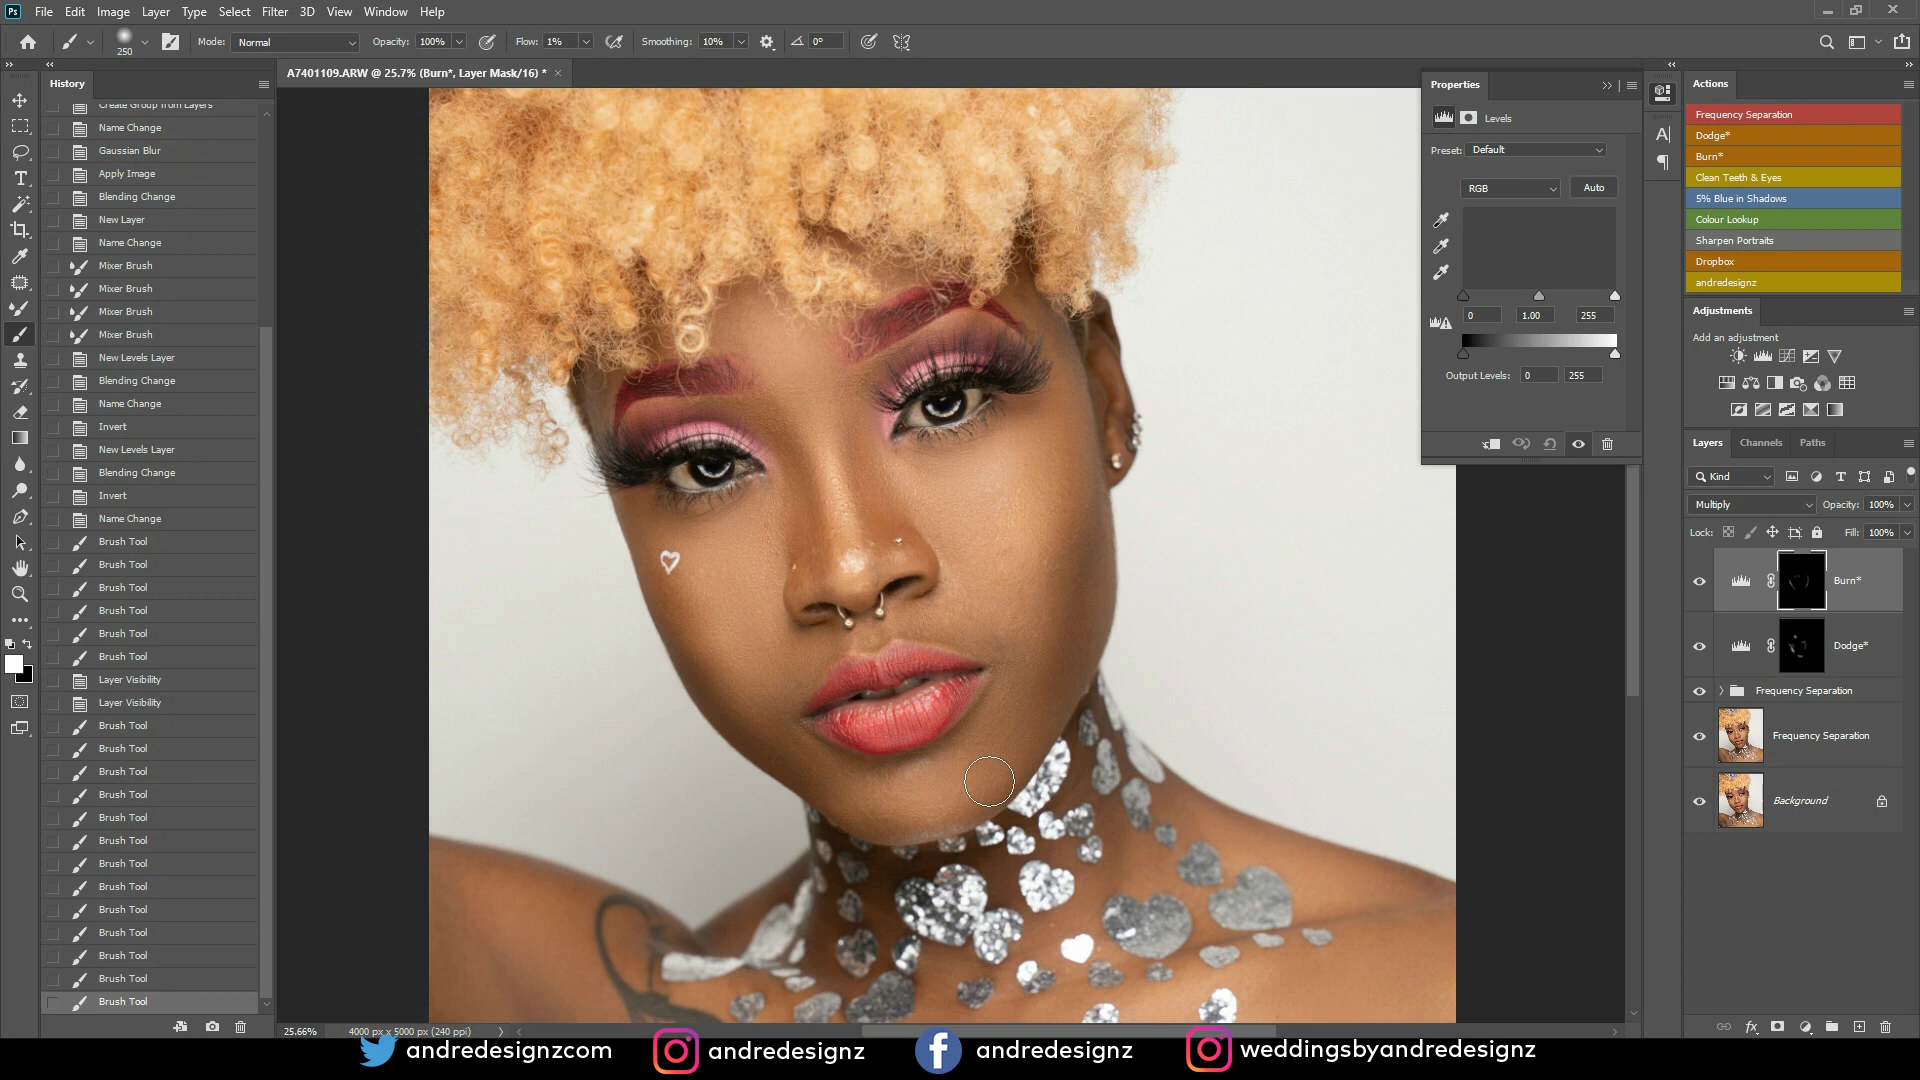 Ps File Edit Image Layer Type Select Filter 3D View Window Help
250 Mode: Normal Opacity: 100% Flow: 1% Smoothing: 10% 0°
A7401109.ARW @ 25.7% (Burn*, Layer Mask/16) *
History
Create Group from Layers
Name Change
Gaussian Blur
Apply Image
Blending Change
New Layer
Name Change
Mixer Brush
Mixer Brush
Mixer Brush
Mixer Brush
New Levels Layer
Blending Change
Name Change
Invert
New Levels Layer
Blending Change
Invert
Name Change
Brush Tool
Brush Tool
Brush Tool
Brush Tool
Brush Tool
Brush Tool
Layer Visibility
Layer Visibility
Brush Tool
Brush Tool
Brush Tool
Brush Tool
Brush Tool
Brush Tool
Brush Tool
Brush Tool
Brush Tool
Brush Tool
Brush Tool
Brush Tool
Brush Tool
Properties
Levels
Preset: Default
RGB Auto
0 1.00 255
Output Levels: 0 255
Actions
Frequency Separation
Dodge*
Burn*
Clean Teeth & Eyes
5% Blue in Shadows
Colour Lookup
Sharpen Portraits
Dropbox
andredesignz
Adjustments
Add an adjustment
Layers Channels Paths
Kind
Multiply Opacity: 100%
Lock: Fill: 100%
Burn*
Dodge*
Frequency Separation
Frequency Separation
Background
25.66% 4000 px x 5000 px (240 ppi)
andredesignzcom andredesignz andredesignz weddingsbyandredesignz